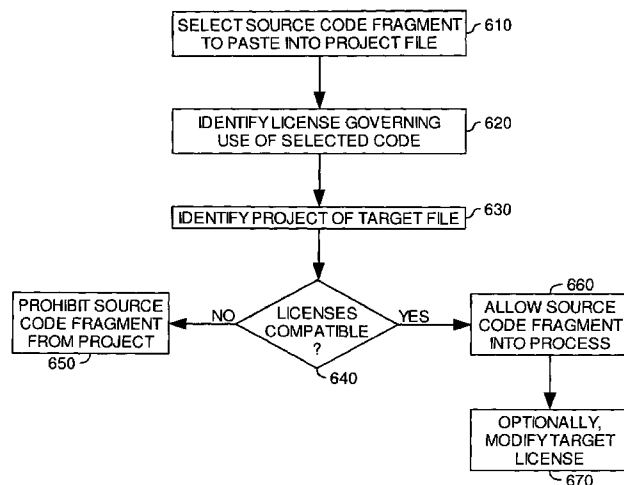 SELECT SOURCE CODE FRAGMENT
TO PASTE INTO PROJECT FILE
610
IDENTIFY LICENSE GOVERNING
USE OF SELECTED CODE
620
IDENTIFY PROJECT OF TARGET FILE
630
LICENSES
COMPATIBLE
?
640
NO
YES
PROHIBIT SOURCE
CODE FRAGMENT
FROM PROJECT
650
660
ALLOW SOURCE
CODE FRAGMENT
INTO PROCESS
OPTIONALLY,
MODIFY TARGET
LICENSE
670